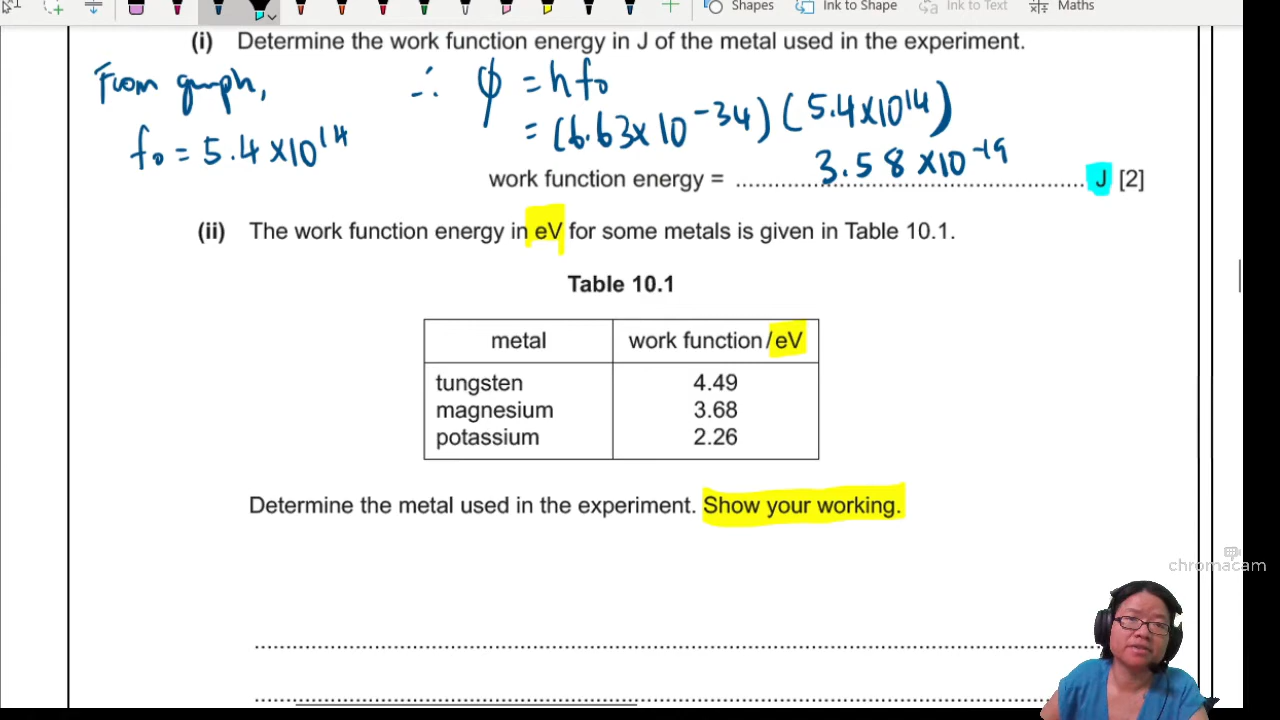 Shapes Ink to Shape Ink to Text Maths
(i) Determine the work function energy in J of the metal used in the experiment.
From graph,
f₀ = 5.4 × 10¹⁴
∴ ϕ = hf₀
= (6.63 × 10⁻³⁴) (5.4 × 10¹⁴)
3.58 × 10⁻¹⁹
work function energy = ........................................................ J [2]
(ii) The work function energy in eV for some metals is given in Table 10.1.
Table 10.1
metal work function / eV
tungsten 4.49
magnesium 3.68
potassium 2.26
Determine the metal used in the experiment. Show your working.
chromacam